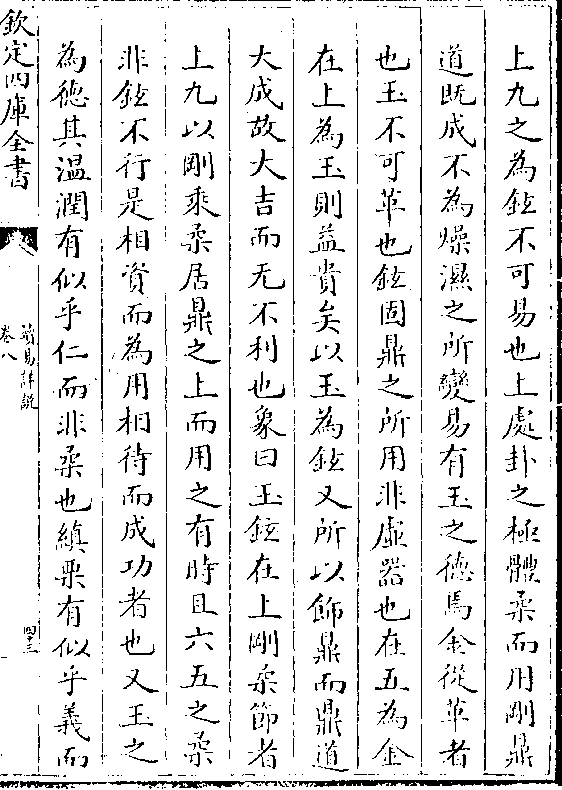 上九之為鉉不可易也上處卦之極體柔而用剛鼎
道既成不為燥濕之所變易有玉之德焉金從革者
也玉不可革也鉉固鼎之所用非虛器也在五為金
在上為玉則益貴矣以玉為鉉又所以飾鼎而鼎道
大成故大吉而无不利也象曰玉鉉在上剛柔節者
上九以剛乘柔居鼎之上而用之有時且六五之柔
非鉉不行是相資而為用相待而成功者也又玉之
為德其溫潤有似乎仁而非柔也縝栗有似乎義而
欽定四庫全書
讀易詳說
卷八
四十三